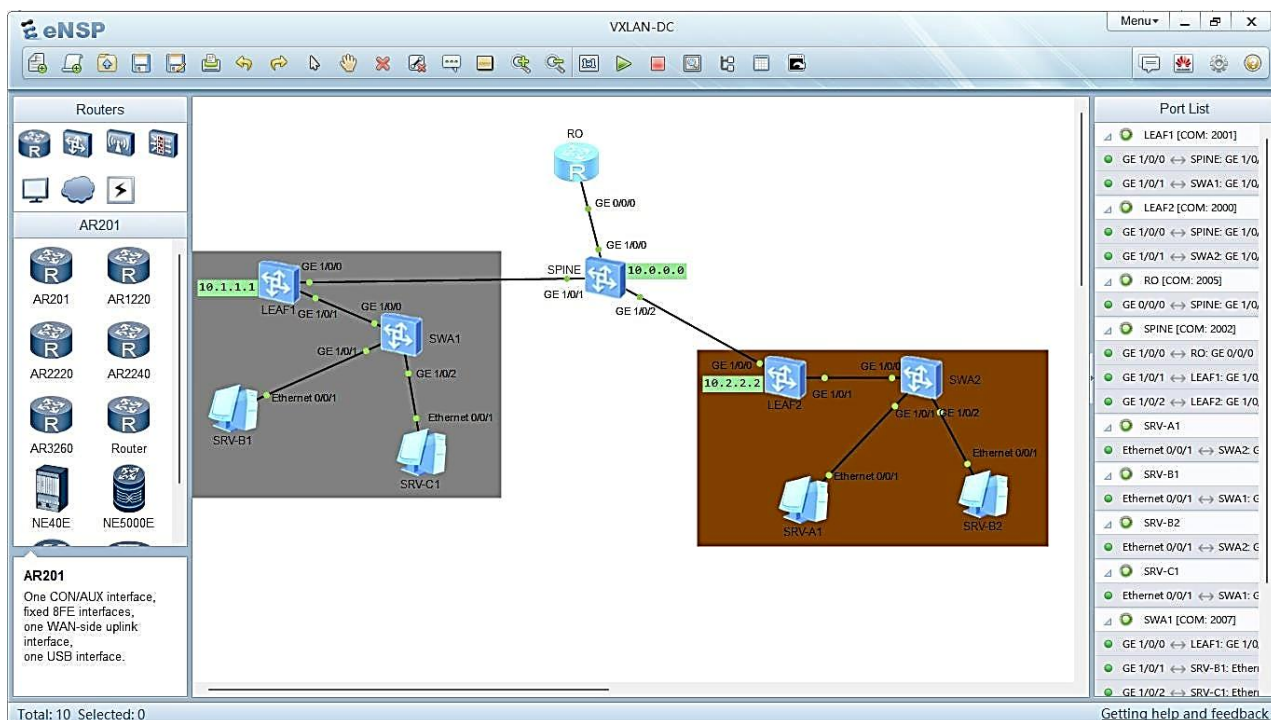 eNSP
VXLAN-DC
Menu
Routers
AR201
AR201
AR1220
AR2220
AR2240
AR3260
Router
NE40E
NE5000E
AR201
One CON/AUX interface,
fixed 8FE interfaces,
one WAN-side uplink
interface,
one USB interface.
RO
GE 0/0/0
GE 1/0/0
SPINE
10.0.0.0
GE 1/0/1
GE 1/0/2
GE 1/0/0
10.1.1.1
LEAF1
GE 1/0/1
GE 1/0/0
SWA1
GE 1/0/1
GE 1/0/2
Ethernet 0/0/1
SRV-B1
Ethernet 0/0/1
SRV-C1
GE 1/0/0
10.2.2.2
LEAF2
GE 1/0/1
GE 1/0/0
SWA2
GE 1/0/1
GE 1/0/2
Ethernet 0/0/1
Ethernet 0/0/1
SRV-A1
SRV-B2
Port List
LEAF1 [COM: 2001]
GE 1/0/0 ↔ SPINE: GE 1/0/
GE 1/0/1 ↔ SWA1: GE 1/0/
LEAF2 [COM: 2000]
GE 1/0/0 ↔ SPINE: GE 1/0/
GE 1/0/1 ↔ SWA2: GE 1/0/
RO [COM: 2005]
GE 0/0/0 ↔ SPINE: GE 1/0/
SPINE [COM: 2002]
GE 1/0/0 ↔ RO: GE 0/0/0
GE 1/0/1 ↔ LEAF1: GE 1/0/
GE 1/0/2 ↔ LEAF2: GE 1/0/
SRV-A1
Ethernet 0/0/1 ↔ SWA2: G
SRV-B1
Ethernet 0/0/1 ↔ SWA1: G
SRV-B2
Ethernet 0/0/1 ↔ SWA2: G
SRV-C1
Ethernet 0/0/1 ↔ SWA1: G
SWA1 [COM: 2007]
GE 1/0/0 ↔ LEAF1: GE 1/0/
GE 1/0/1 ↔ SRV-B1: Ethern
GE 1/0/2 ↔ SRV-C1: Ethern
Total: 10 Selected: 0
Getting help and feedback